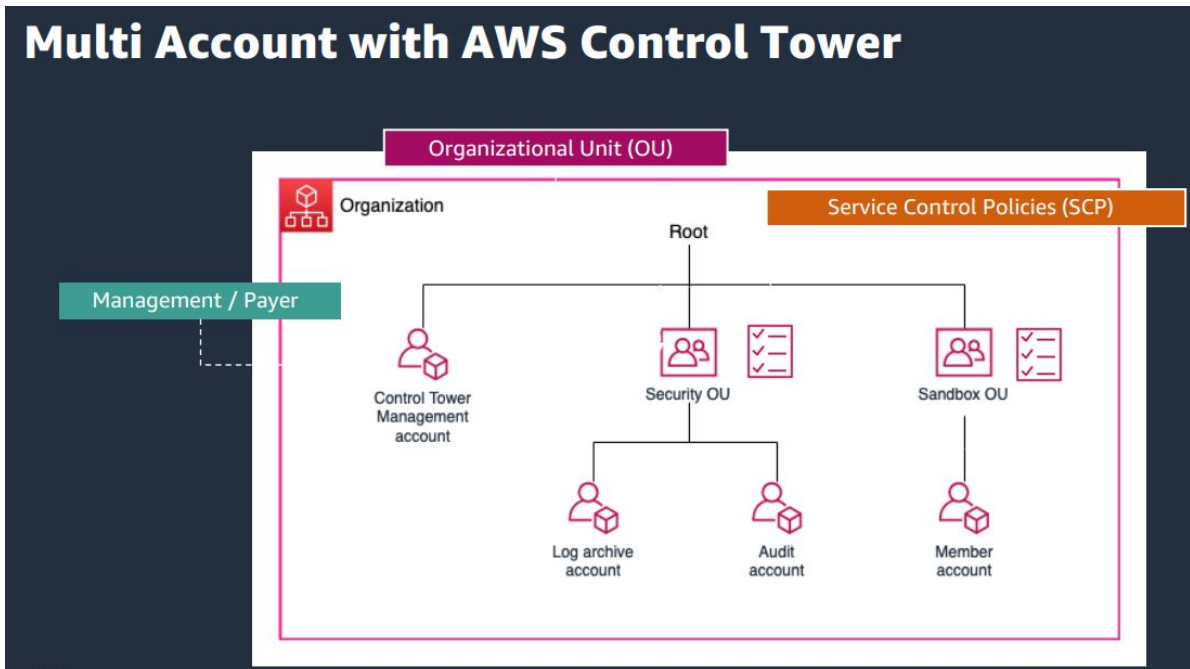 Multi Account with AWS Control Tower
Organizational Unit (OU)
Organization
Service Control Policies (SCP)
Root
Management / Payer
Control Tower
Management
account
Security OU
Sandbox OU
Log archive
account
Audit
account
Member
account